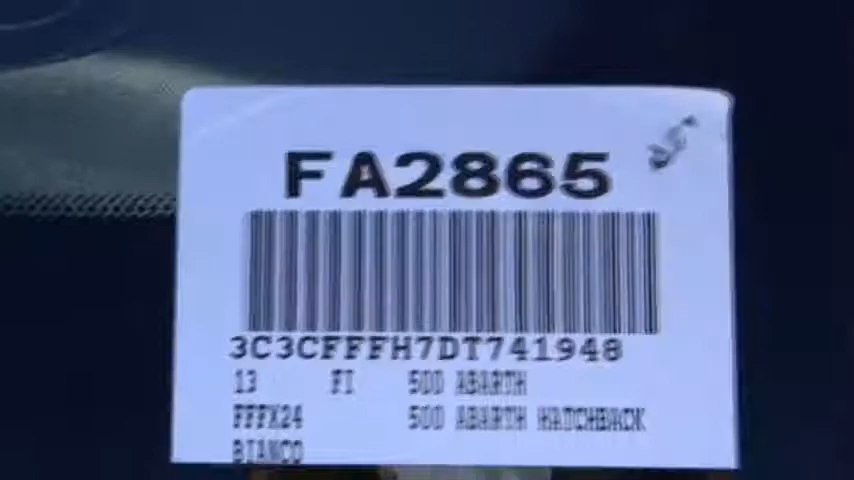 FA2865
3C3CFFFH7DT741948
13 FI 500 ABARTH
FFFX24 500 ABARTH HATCHBACK
BIANCO